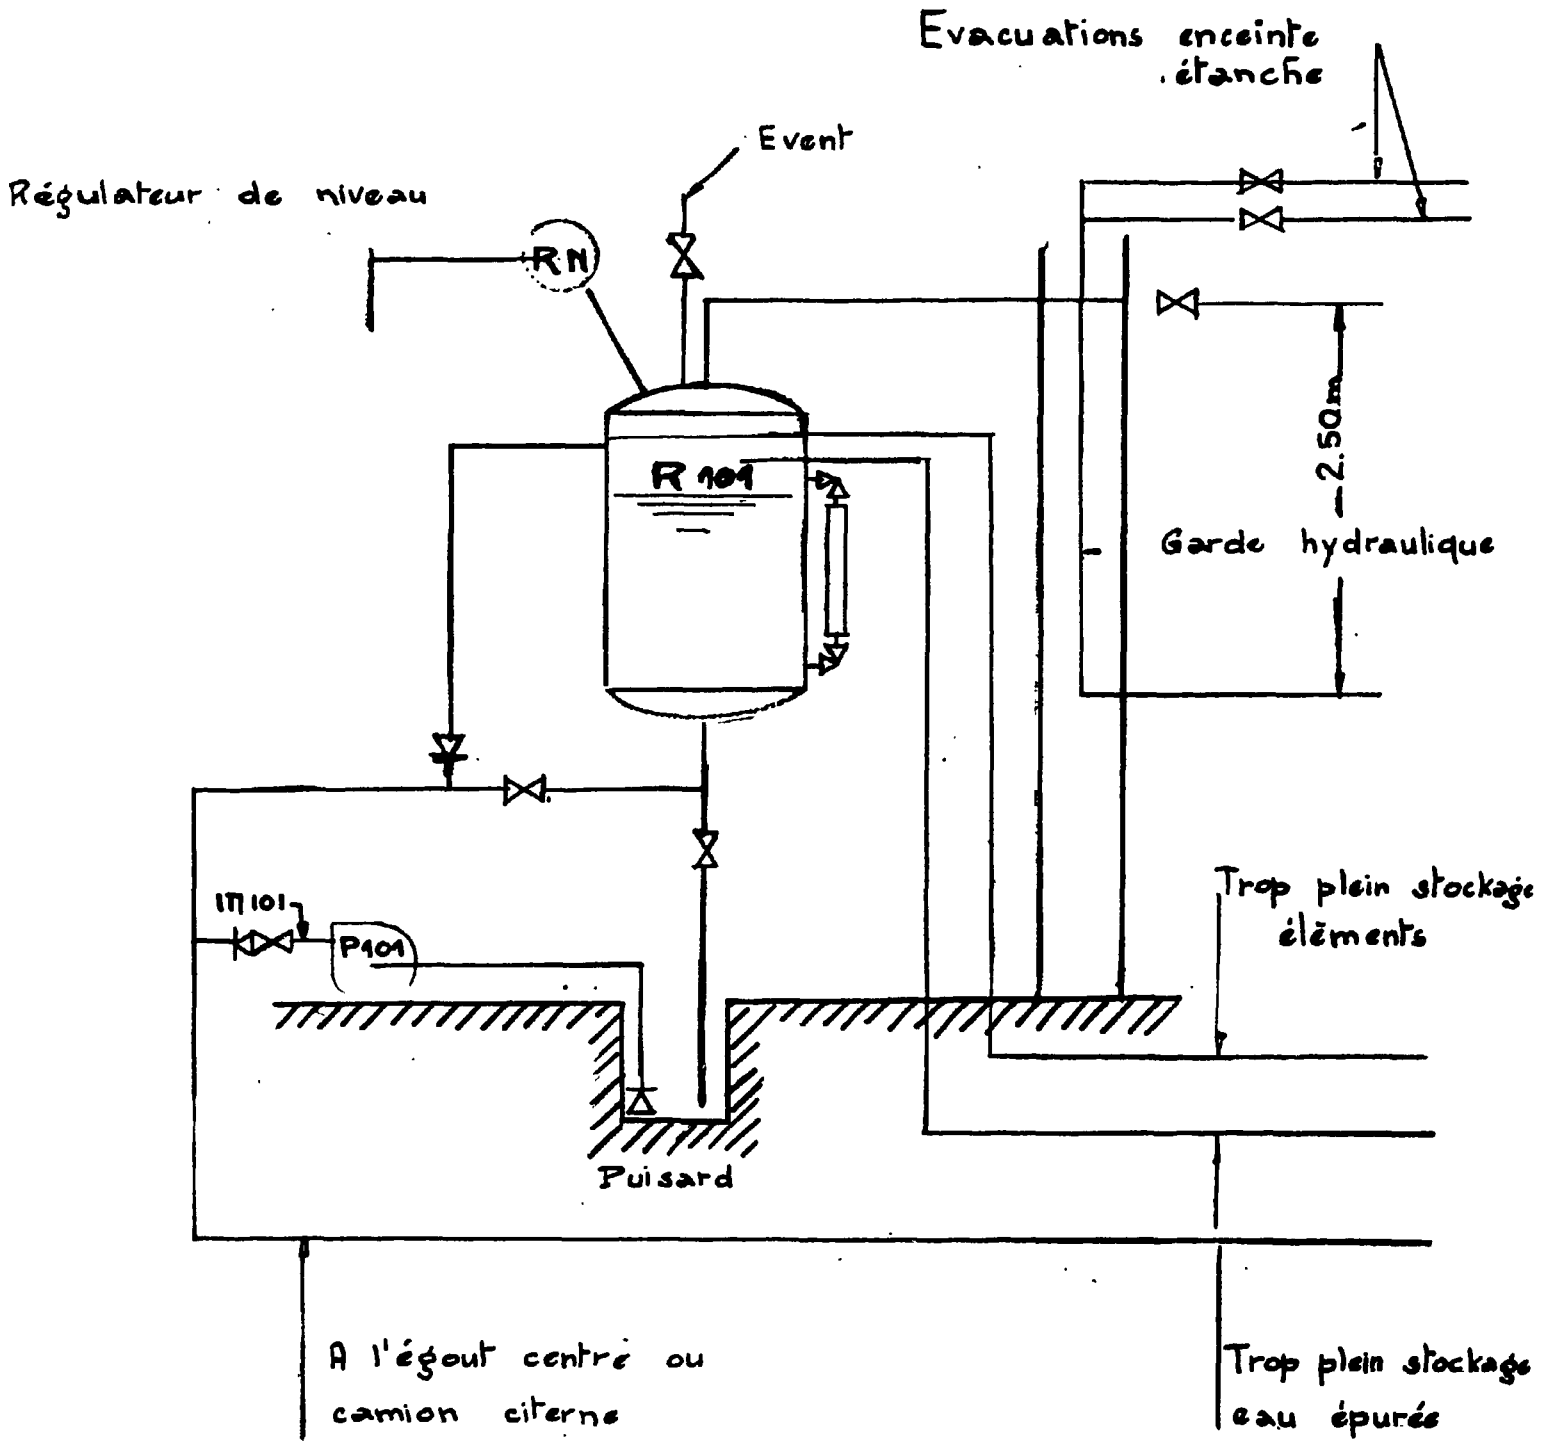 Evacuations enceinte
étanche
Event
Régulateur de niveau
RN
R 101
2.50m
Garde hydraulique
Trop plein stockage
éléments
P101
Puisard
A l'égout centre ou
camion citerne
Trop plein stockage
eau épurée